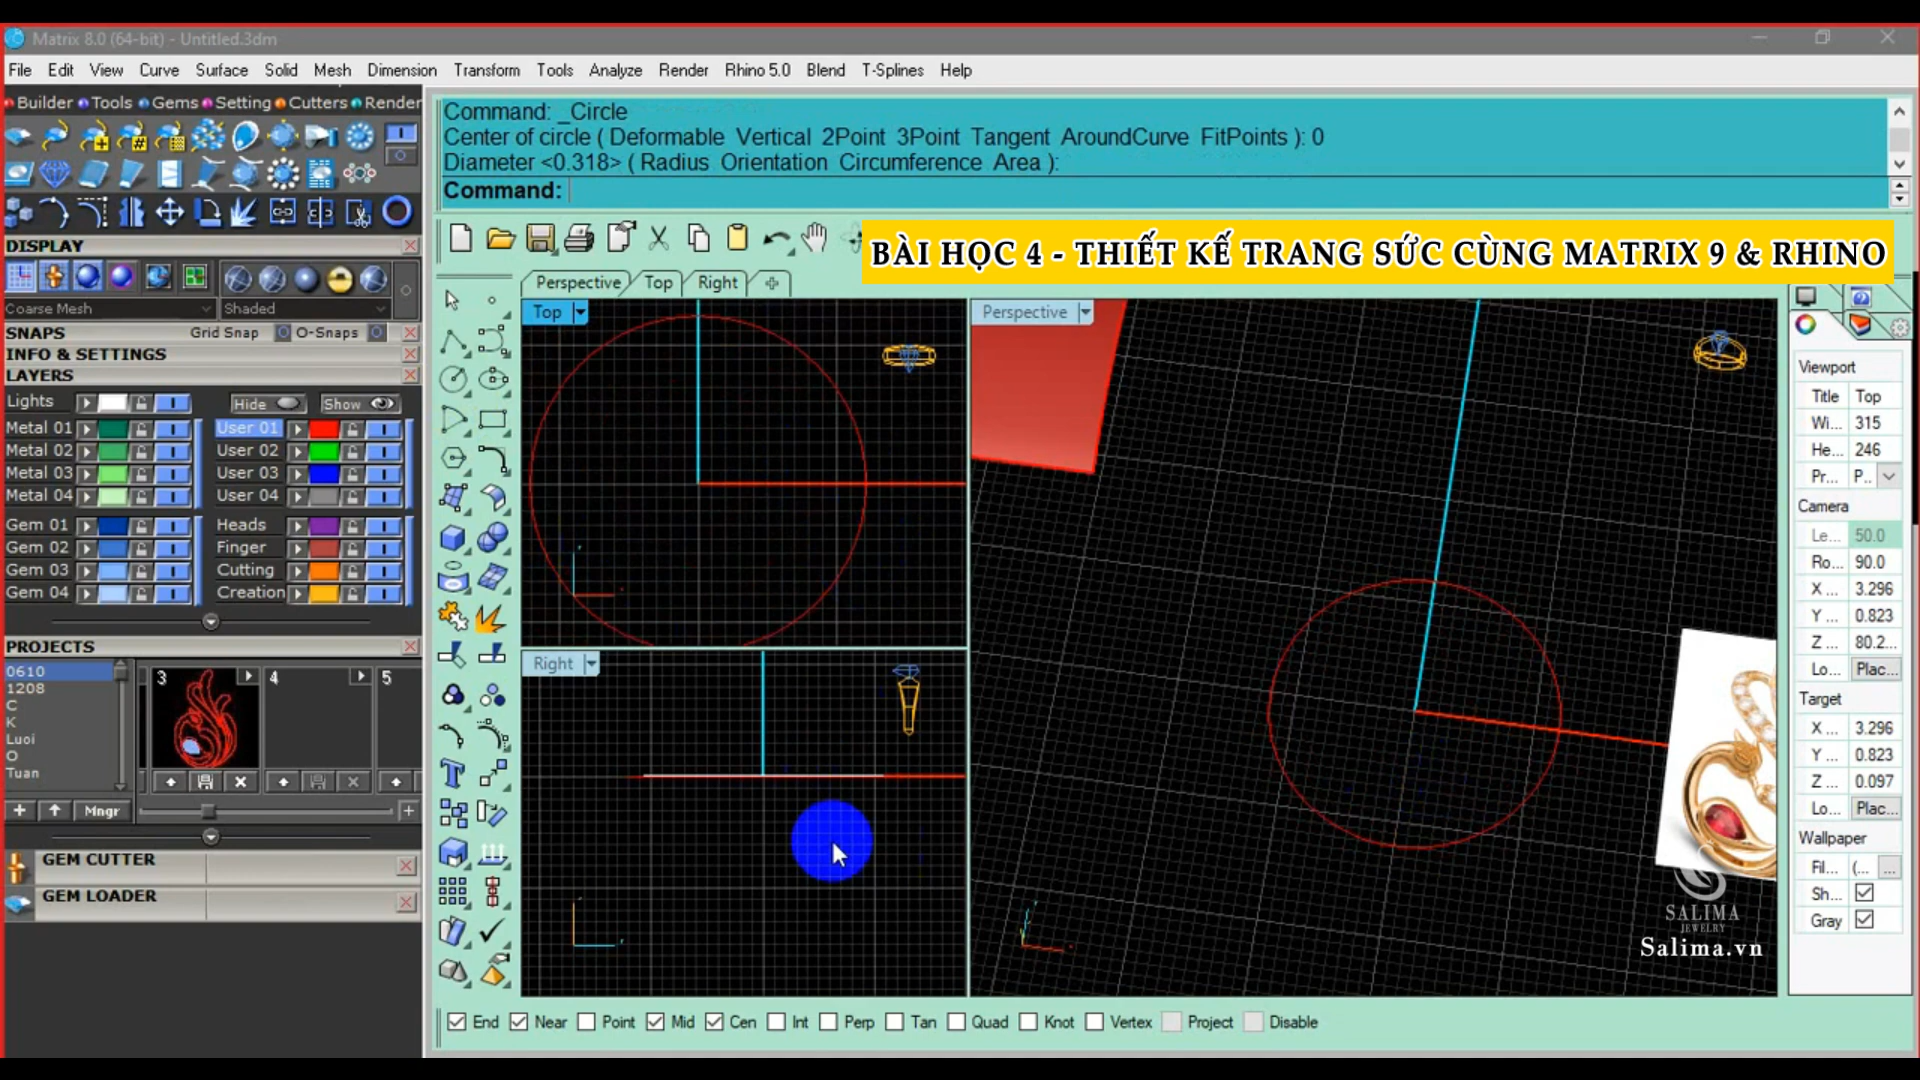 Matrix 8.0 (64-bit) - Untitled.3dm
File Edit View Curve Surface Solid Mesh Dimension Transform Tools Analyze Render Rhino 5.0 Blend T-Splines Help
Builder Tools Gems Setting Cutters Render
Command: _Circle
Center of circle ( Deformable Vertical 2Point 3Point Tangent AroundCurve FitPoints ): 0
Diameter <0.318> ( Radius Orientation Circumference Area ):
Command:
BÀI HỌC 4 - THIẾT KẾ TRANG SỨC CÙNG MATRIX 9 & RHINO
DISPLAY
Coarse Mesh Shaded
SNAPS Grid Snap O-Snaps
INFO & SETTINGS
LAYERS
Lights Hide Show
Metal 01 User 01
Metal 02 User 02
Metal 03 User 03
Metal 04 User 04
Gem 01 Heads
Gem 02 Finger
Gem 03 Cutting
Gem 04 Creation
PROJECTS
0610
1208
C
K
Luoi
O
Tuan
3 4 5
Mngr
GEM CUTTER
GEM LOADER
Perspective Top Right
Top
Perspective
Right
SALIMA
JEWELRY
Salima.vn
Viewport
Title Top
Wi... 315
He... 246
Pr... P..
Camera
Le... 50.0
Ro... 90.0
X ... 3.296
Y ... 0.823
Z ... 80.2...
Lo... Plac...
Target
X ... 3.296
Y ... 0.823
Z ... 0.097
Lo... Plac...
Wallpaper
Fil... (... ...
Sh...
Gray
End Near Point Mid Cen Int Perp Tan Quad Knot Vertex Project Disable